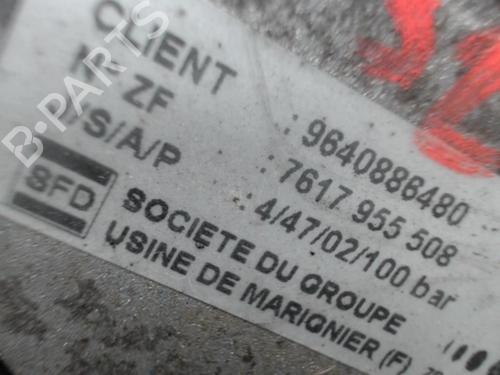 CLIENT : 9640886480
N° ZF : 7617 955 508
/S/A/P : 4/47/02/100 bar
SFD SOCIETE DU GROUPE
USINE DE MARIGNIER (F)
B-PARTS